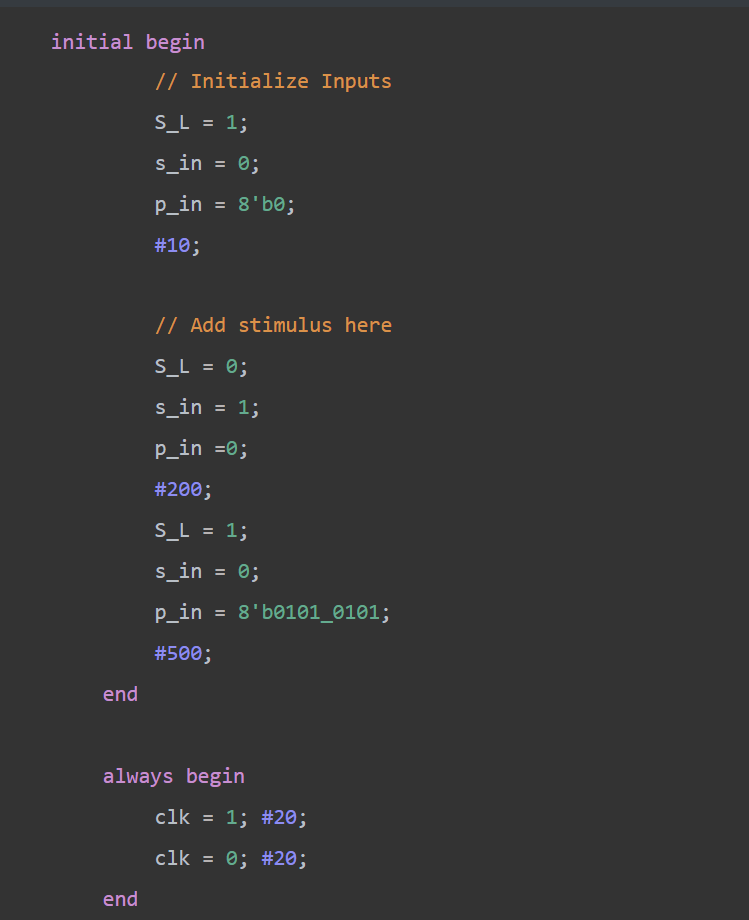 initial begin
// Initialize Inputs
S_L = 1;
s_in = 0;
p_in = 8'b0;
#10;
// Add stimulus here
S_L = 0;
s_in = 1;
p_in =0;
#200;
S_L = 1;
s_in = 0;
p_in = 8'b0101_0101;
#500;
end
always begin
clk = 1; #20;
clk = 0; #20;
end